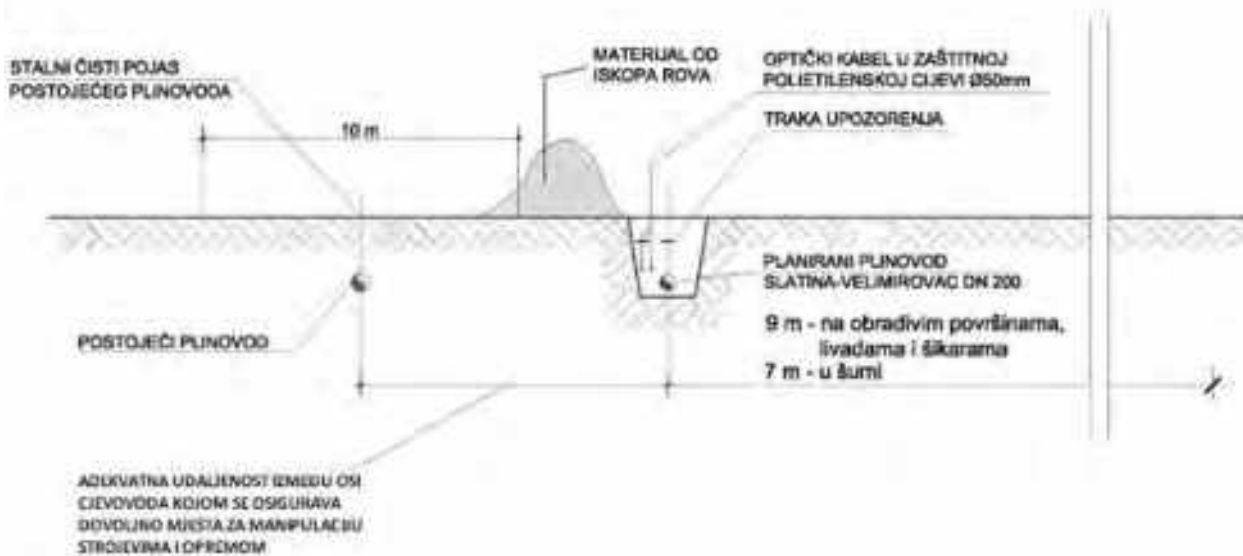 STALNI ČISTI POJAS
POSTOJEĆEG PLINOVODA
10 m
MATERIJAL OD
ISKOPA ROVA
OPTIČKI KABEL U ZAŠTITNOJ
POLIETILENSKOJ CIJEVI Ø50mm
TRAKA UPOZORENJA
PLANIRANI PLINOVOD
SLATINA-VELIMIROVAC DN 200
9 m - na obradivim površinama,
livadama i šikarama
7 m - u šumi
POSTOJEĆI PLINOVOD
ADEKVATNA UDALJENOST IZMEĐU OSI
CJEVOVODA KOJOM SE OSIGURAVA
DOVOLJNO MJESTA ZA MANIPULACIJU
STROJEVIMA I OPREMOM